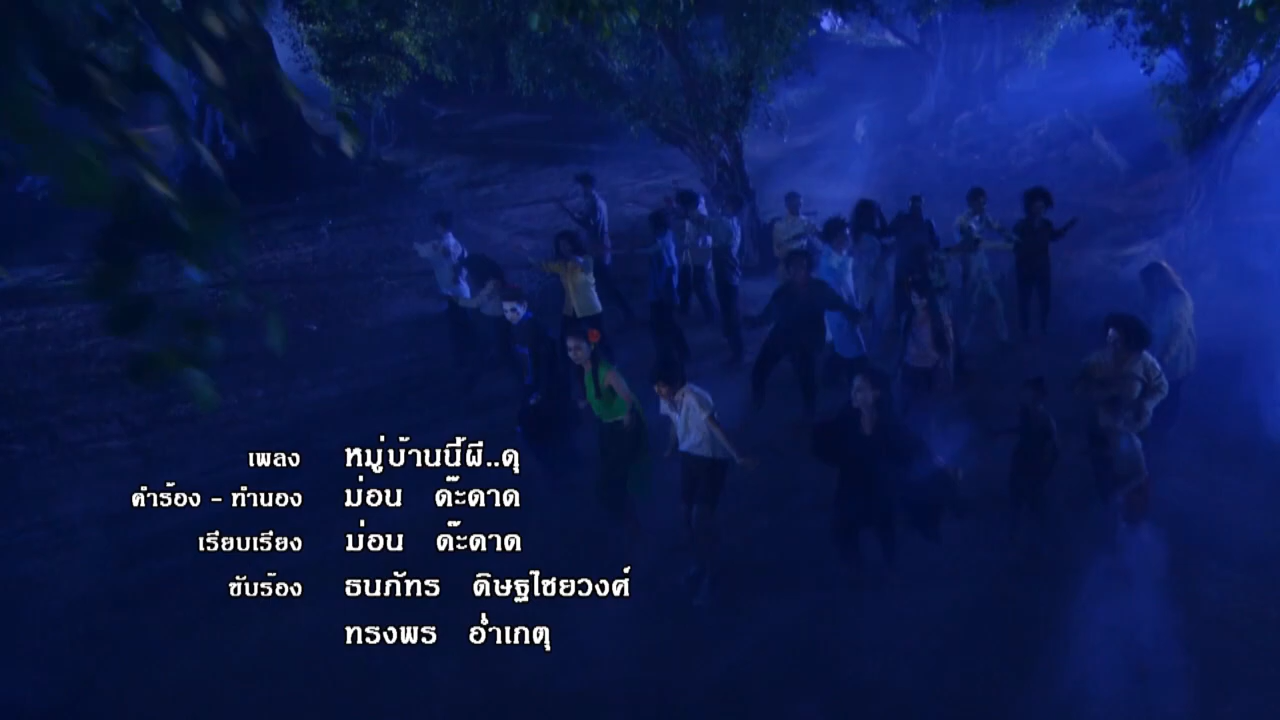 เพลง หมู่บ้านนี้ผี..ดุ
คำร้อง - ทำนอง ม่อน ด๊ะดาด
เรียบเรียง ม่อน ด๊ะดาด
ขับร้อง ธนภัทร ดิษฐไชยวงศ์
ทรงพร อ่ำเกตุ